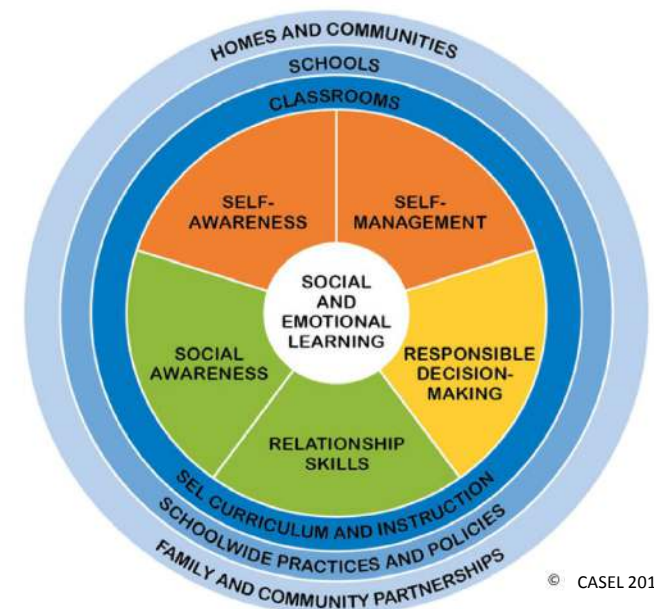 HOMES AND COMMUNITIES
SCHOOLS
CLASSROOMS
SELF-
AWARENESS
SELF-
MANAGEMENT
SOCIAL
AND
EMOTIONAL
LEARNING
SOCIAL
AWARENESS
RESPONSIBLE
DECISION-
MAKING
RELATIONSHIP
SKILLS
SEL CURRICULUM AND INSTRUCTION
SCHOOLWIDE PRACTICES AND POLICIES
FAMILY AND COMMUNITY PARTNERSHIPS
© CASEL 201